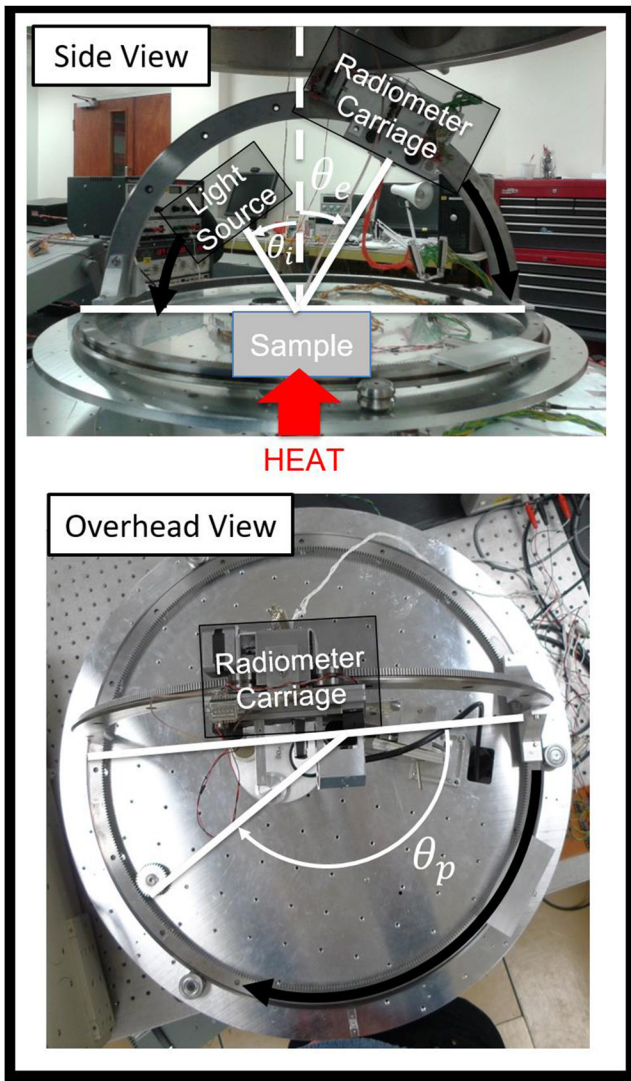 Side View
Radiometer
Carriage
Light
Source
θe
θi
Sample
HEAT
Overhead View
Radiometer
Carriage
θp